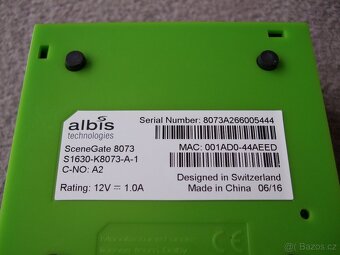 albis
technologies
Serial Number: 8073A266005444
SceneGate 8073
S1630-K8073-A-1
C-NO: A2
MAC: 001AD0-44AEED
Rating: 12V ⎓ 1.0A
Designed in Switzerland
Made in China 06/16
CE
bazos.cz